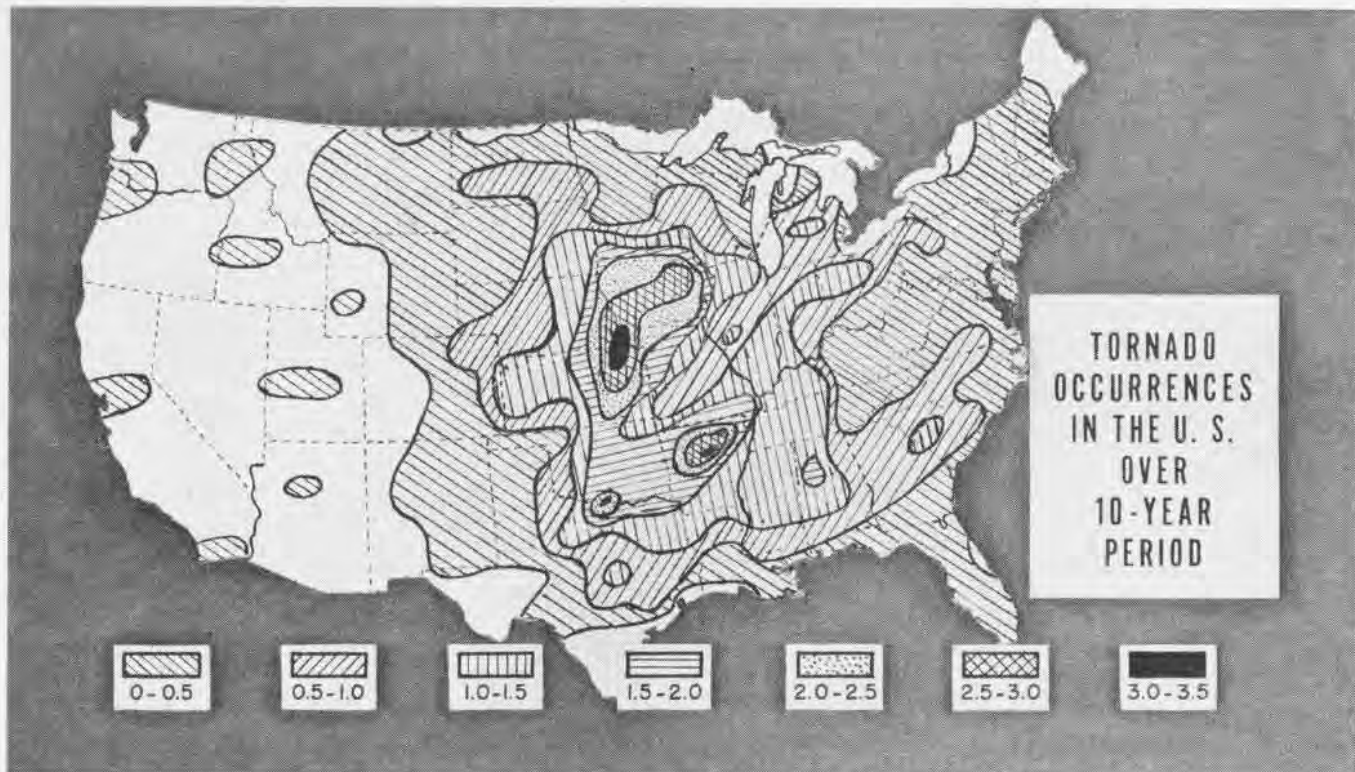 TORNADO
OCCURRENCES
IN THE U. S.
OVER
10-YEAR
PERIOD
0-0.5
0.5-1.0
1.0-1.5
1.5-2.0
2.0-2.5
2.5-3.0
3.0-3.5